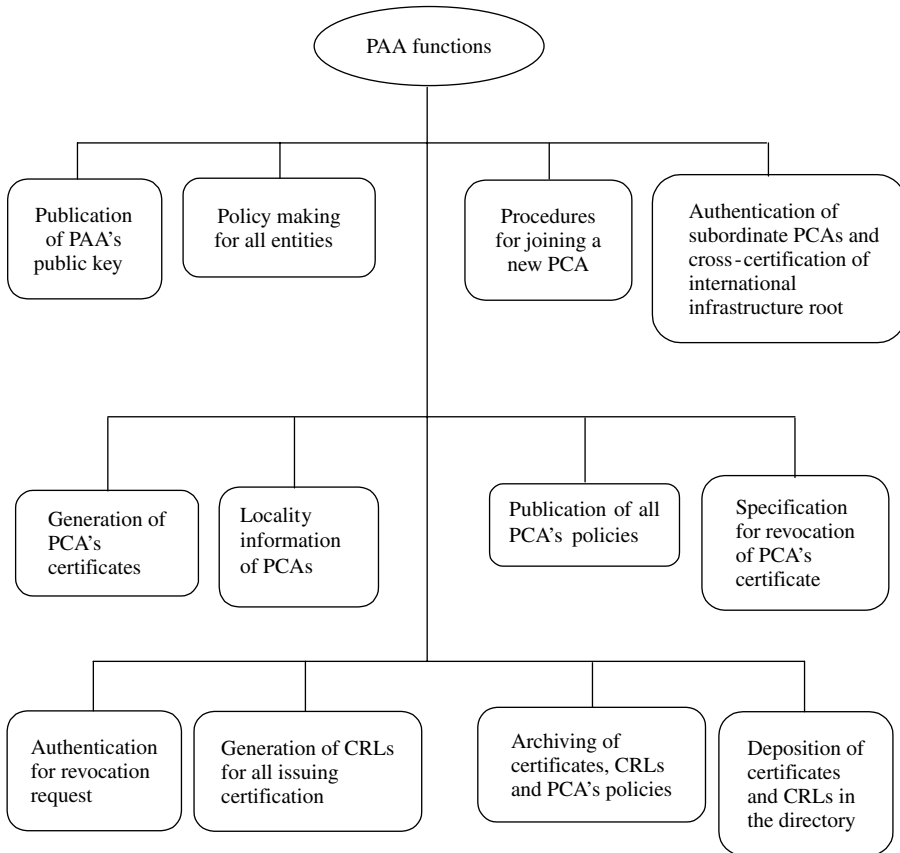 PAA functions
Publication
of PAA's
public key
Policy making
for all entities
Procedures
for joining a
new PCA
Authentication of
subordinate PCAs and
cross-certification of
international
infrastructure root
Generation of
PCA's
certificates
Locality
information
of PCAs
Publication of all
PCA's policies
Specification
for revocation
of PCA's
certificate
Authentication
for revocation
request
Generation of CRLs
for all issuing
certification
Archiving of
certificates, CRLs
and PCA's policies
Deposition of
certificates
and CRLs in
the directory